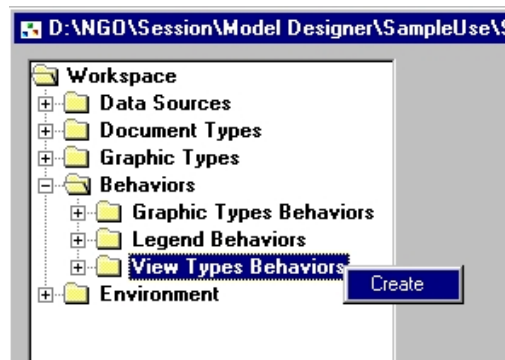 D:\NGO\Session\Model Designer\SampleUse\
Workspace
Data Sources
Document Types
Graphic Types
Behaviors
Graphic Types Behaviors
Legend Behaviors
View Types Behaviors
Create
Environment